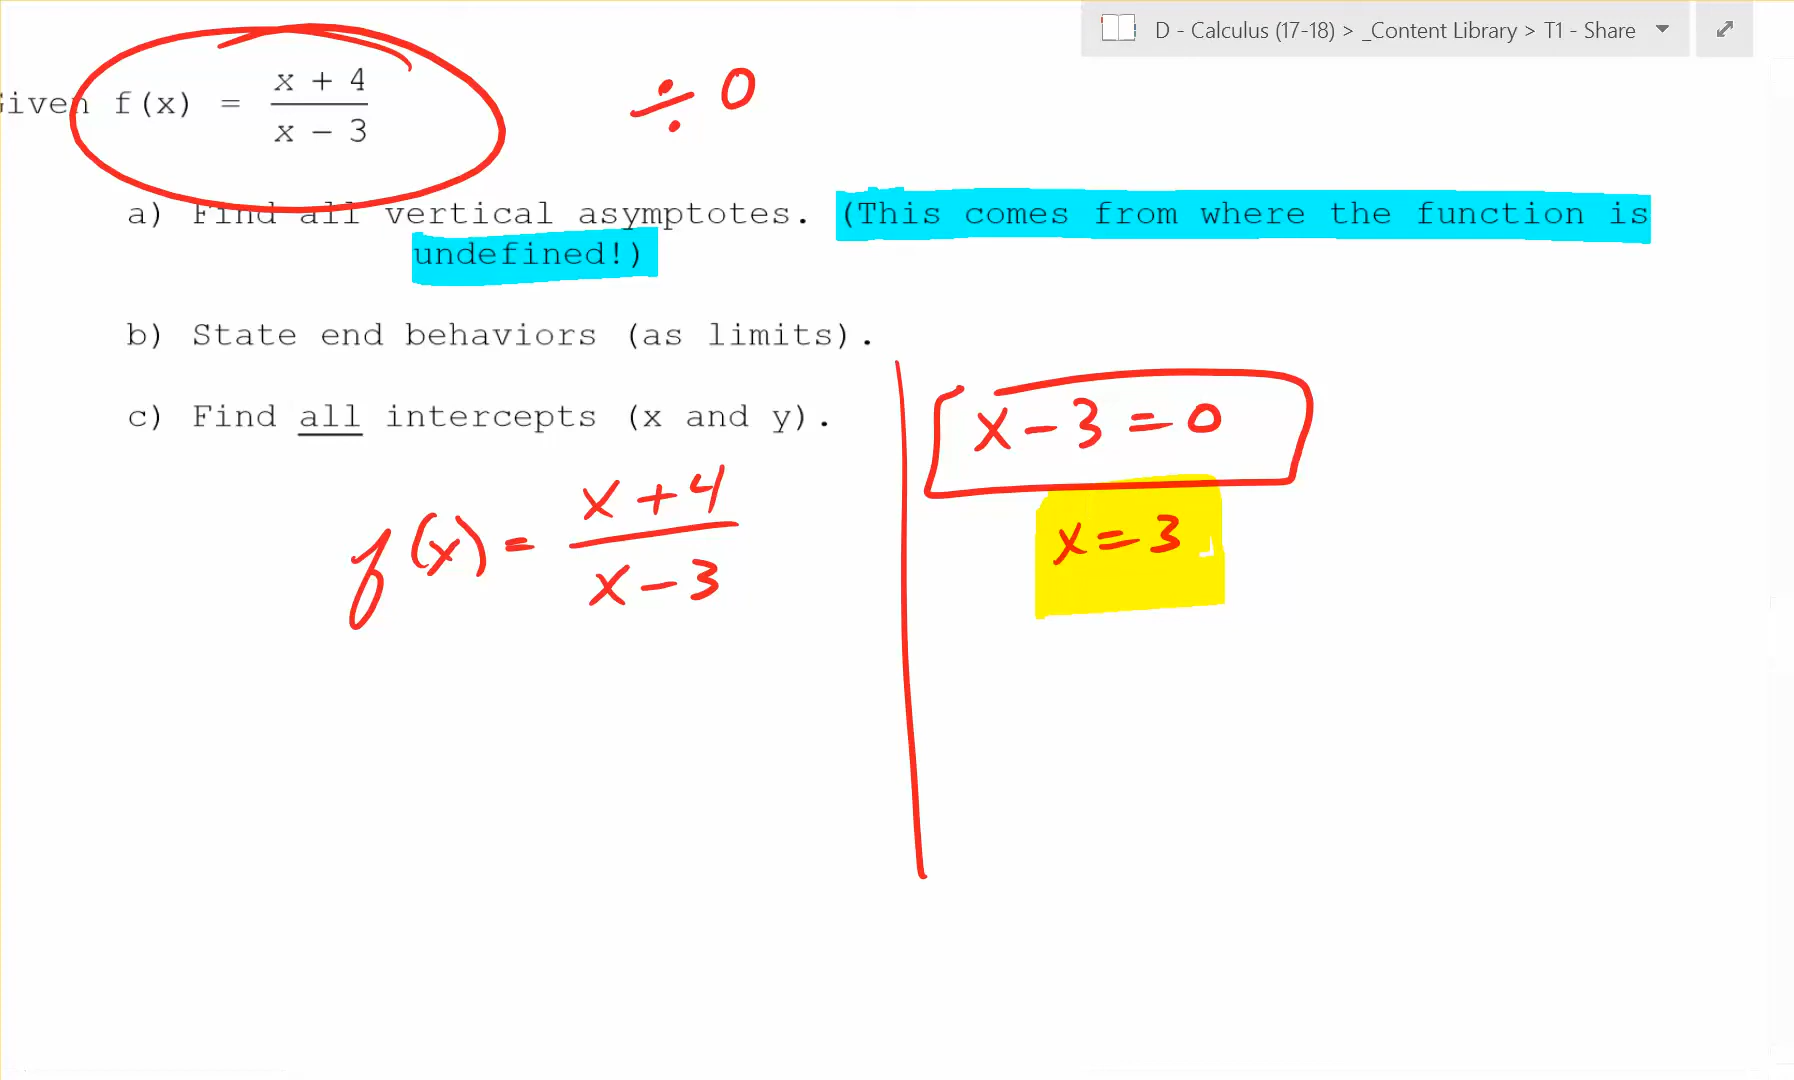 D - Calculus (17-18) > _Content Library > T1 - Share
Given f(x) = x + 4 / x - 3
÷ 0
a) Find all vertical asymptotes. (This comes from where the function is
undefined!)
b) State end behaviors (as limits).
c) Find all intercepts (x and y).
x - 3 = 0
f(x) = x + 4 / x - 3
x = 3